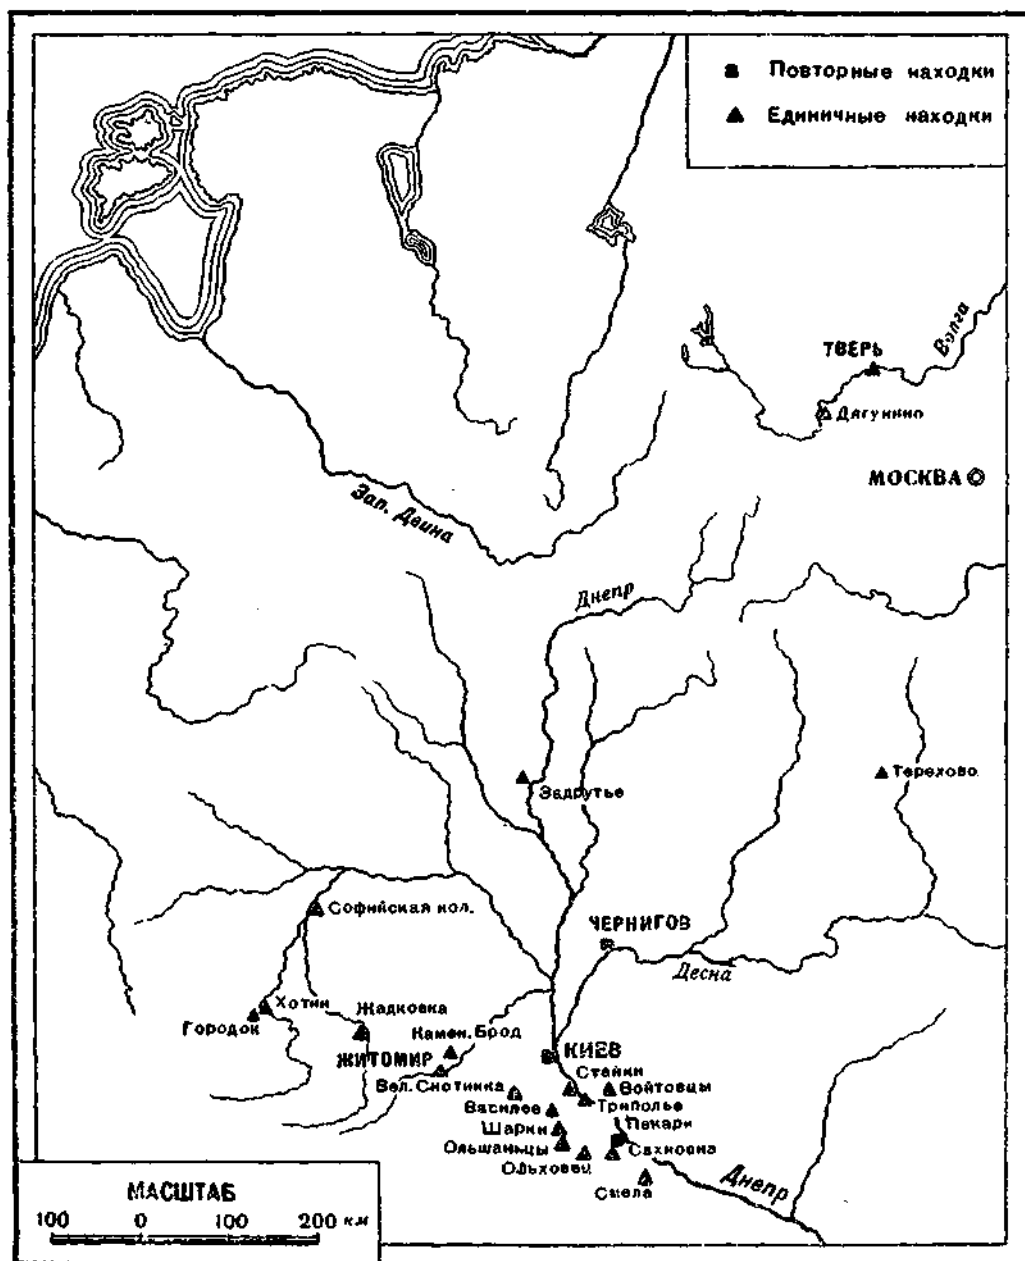 Повторные находки
Единичные находки
Волга
ТВЕРЬ
Дягунино
МОСКВА
Зап. Двина
Днепр
Терехово
Задрутье
Софийская кол.
ЧЕРНИГОВ
Десна
Хотин
Городок
Жадковка
Камен. Брод
ЖИТОМИР
КИЕВ
Стайки
Вел. Снотинка
Войтовцы
Василев
Триполье
Шарки
Пекари
Ольшаницы
Сахновка
Ольховец
Смела
Днепр
МАСШТАБ
100 0 100 200 км